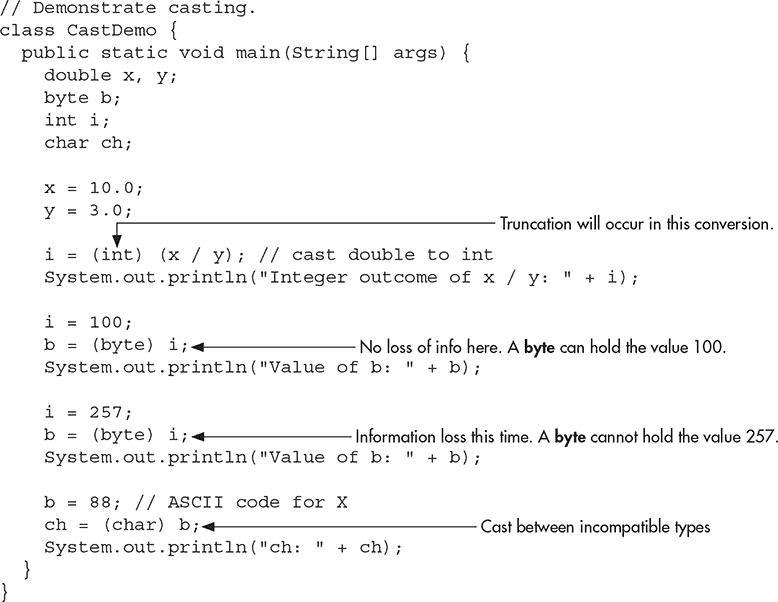 // Demonstrate casting.
class CastDemo {
  public static void main(String[] args) {
    double x, y;
    byte b;
    int i;
    char ch;

    x = 10.0;
    y = 3.0;
Truncation will occur in this conversion.
    i = (int) (x / y); // cast double to int
    System.out.println("Integer outcome of x / y: " + i);

    i = 100;
    b = (byte) i; No loss of info here. A byte can hold the value 100.
    System.out.println("Value of b: " + b);

    i = 257;
    b = (byte) i; Information loss this time. A byte cannot hold the value 257.
    System.out.println("Value of b: " + b);

    b = 88; // ASCII code for X
    ch = (char) b; Cast between incompatible types
    System.out.println("ch: " + ch);
  }
}